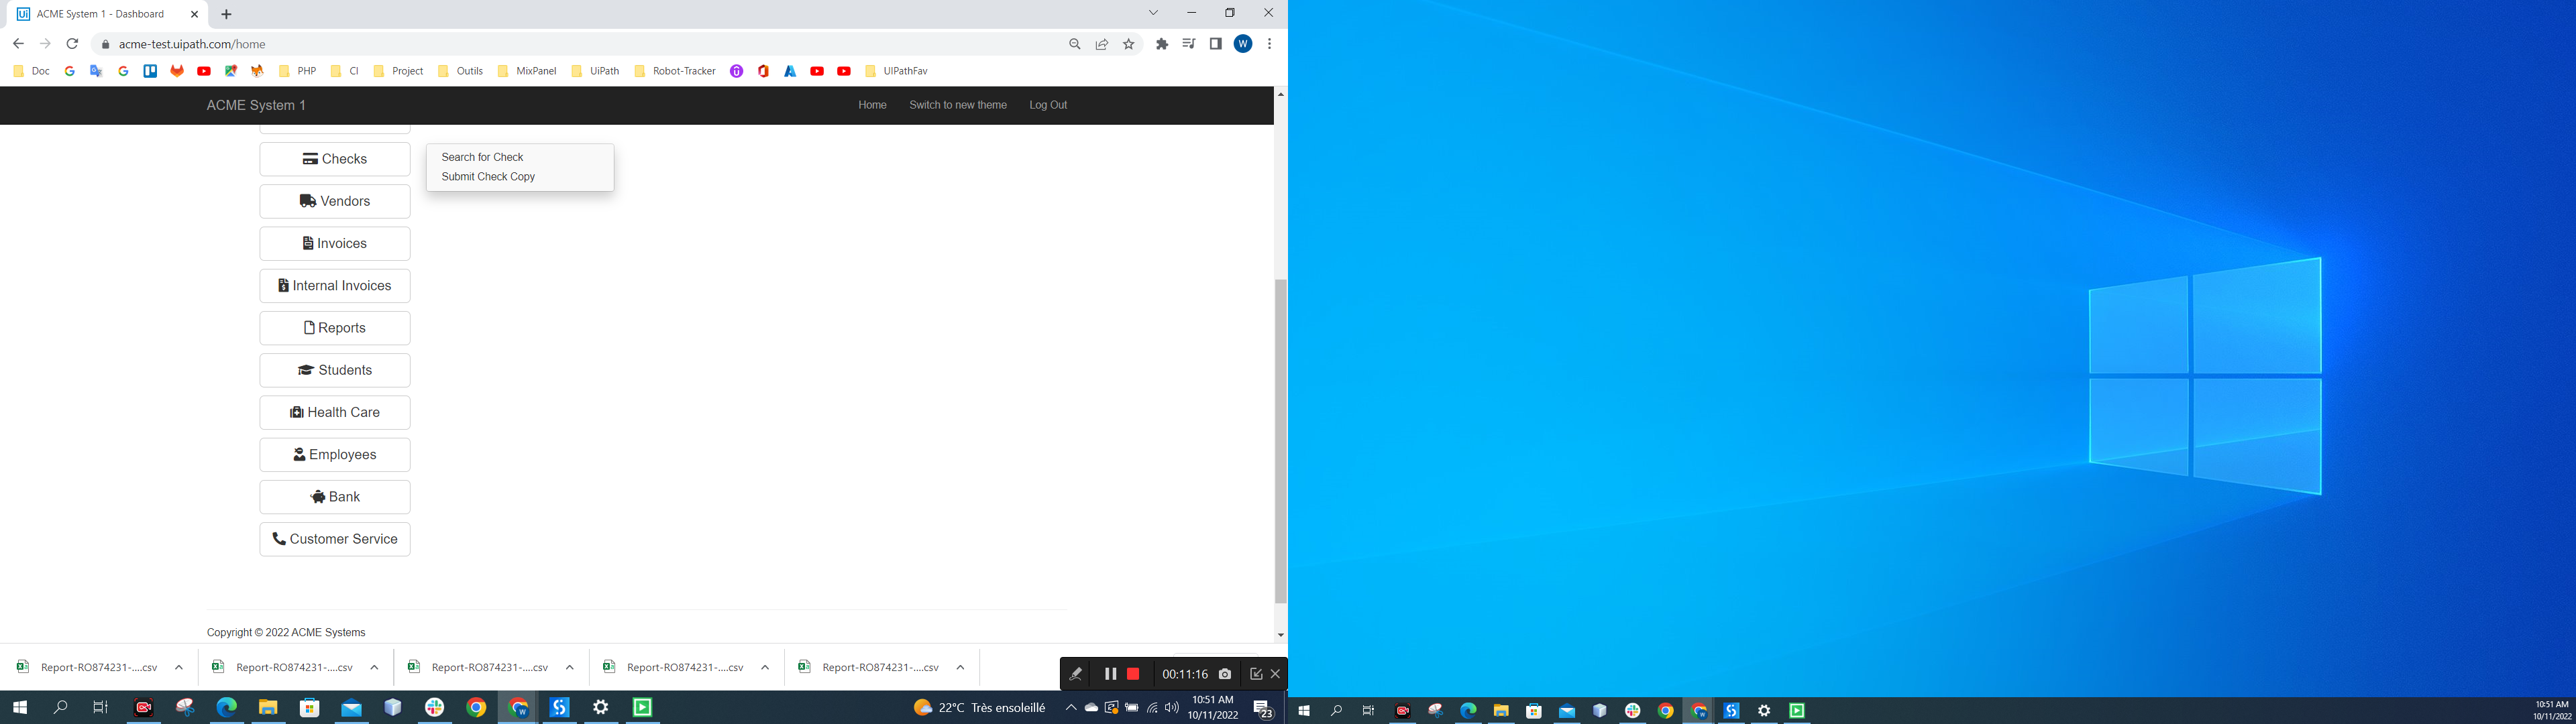 ACME System 1 - Dashboard
acme-test.uipath.com/home
W
Doc PHP CI Project Outils MixPanel UiPath Robot-Tracker UIPathFav
ACME System 1 Home Switch to new theme Log Out
Checks
Search for Check
Submit Check Copy
Vendors
Invoices
Internal Invoices
Reports
Students
Health Care
Employees
Bank
Customer Service
Copyright © 2022 ACME Systems
Report-RO874231-....csv Report-RO874231-....csv Report-RO874231-....csv Report-RO874231-....csv Report-RO874231-....csv
00:11:16
22°C Très ensoleillé
10:51 AM
10/11/2022
23
10:51 AM
10/11/2022